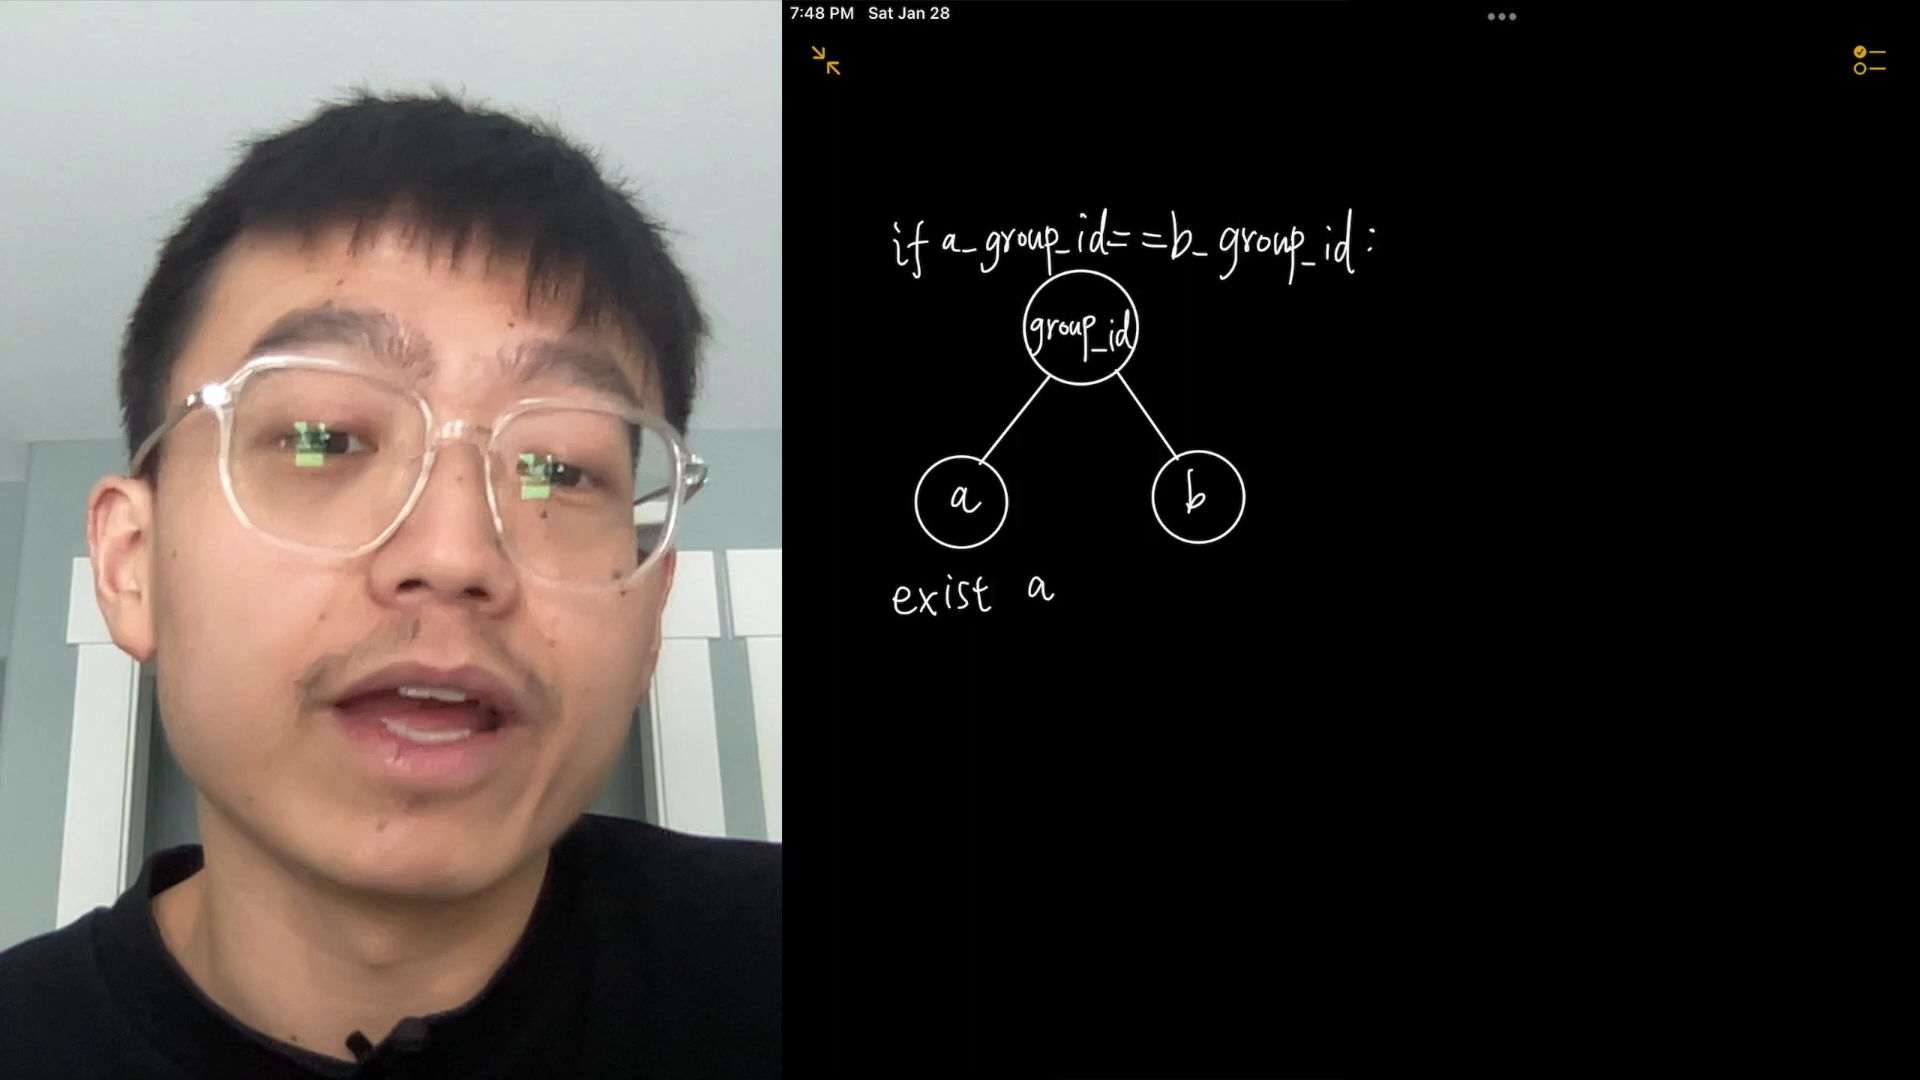 7:48 PM Sat Jan 28
if a_group_id==b_group_id:
group_id
a b
exist a